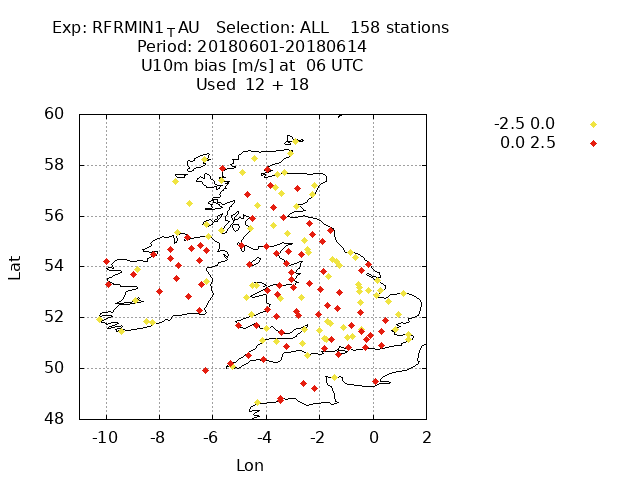 Exp: RFRMIN1TAU Selection: ALL 158 stations
Period: 20180601-20180614
U10m bias [m/s] at 06 UTC
Used 12 + 18
-2.5 0.0
0.0 2.5
60
58
56
54
52
50
48
-10 -8 -6 -4 -2 0 2
Lat
Lon